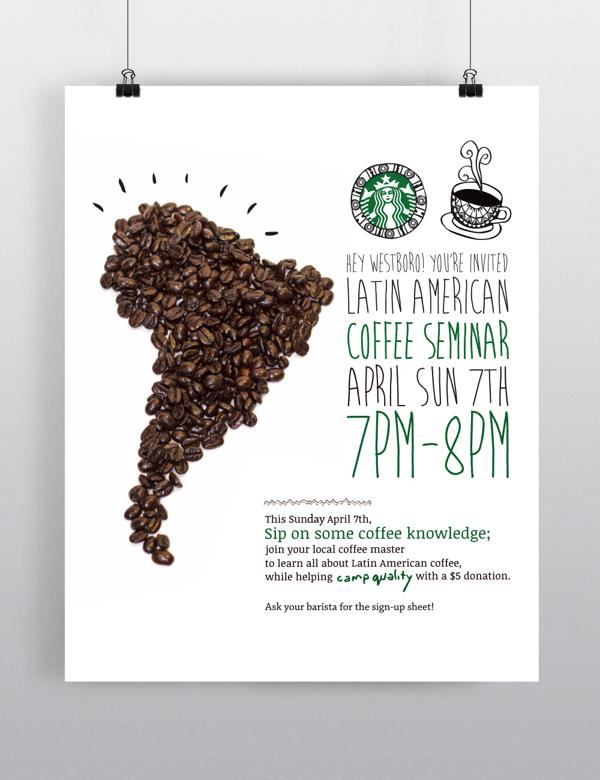 HEY WESTBORO! YOU'RE INVITED
LATIN AMERICAN
COFFEE SEMINAR
APRIL SUN 7TH
7PM-8PM
This Sunday April 7th,
Sip on some coffee knowledge;
join your local coffee master
to learn all about Latin American coffee,
while helping camp quality with a $5 donation.
Ask your barista for the sign-up sheet!